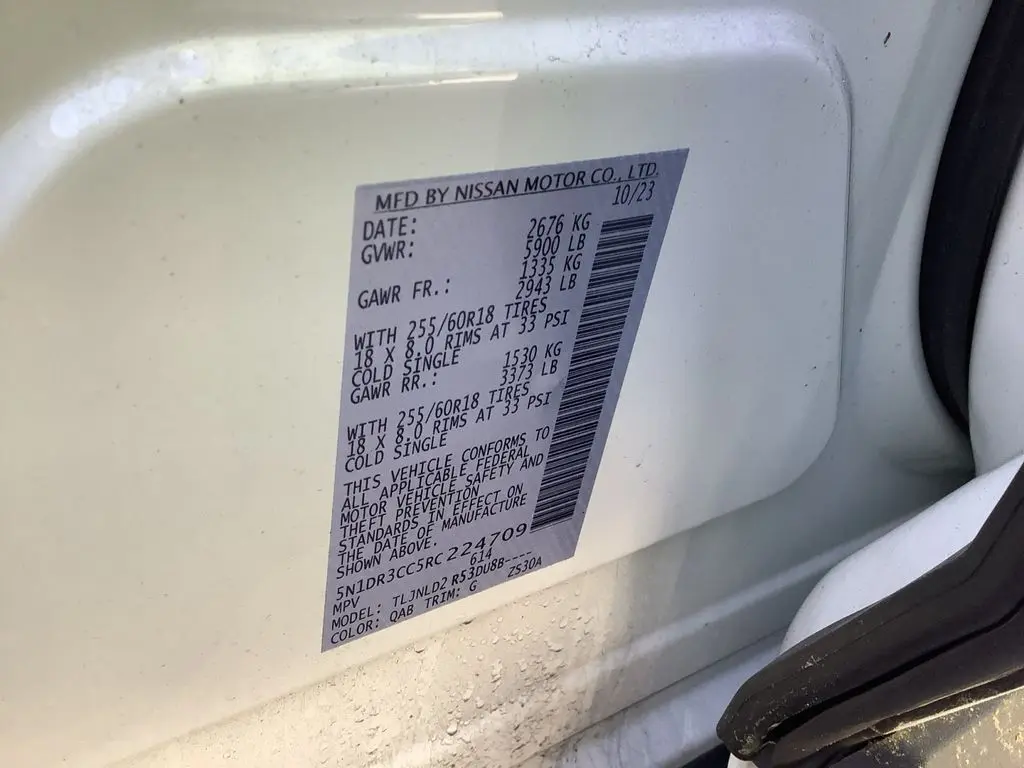 MFD BY NISSAN MOTOR CO., LTD.
DATE: 10/23
GVWR: 2676 KG
5900 LB
GAWR FR.: 1335 KG
2943 LB
WITH 255/60R18 TIRES
18 X 8.0 RIMS AT 33 PSI
COLD SINGLE
GAWR RR.: 1530 KG
3373 LB
WITH 255/60R18 TIRES
18 X 8.0 RIMS AT 33 PSI
COLD SINGLE
THIS VEHICLE CONFORMS TO
ALL APPLICABLE FEDERAL
MOTOR VEHICLE SAFETY AND
THEFT PREVENTION
STANDARDS IN EFFECT ON
THE DATE OF MANUFACTURE
SHOWN ABOVE.
5N1DR3CC5RC224709
MPV 614
MODEL: TLJNLD2 R53DU8B----
COLOR: QAB TRIM: G ZS30A